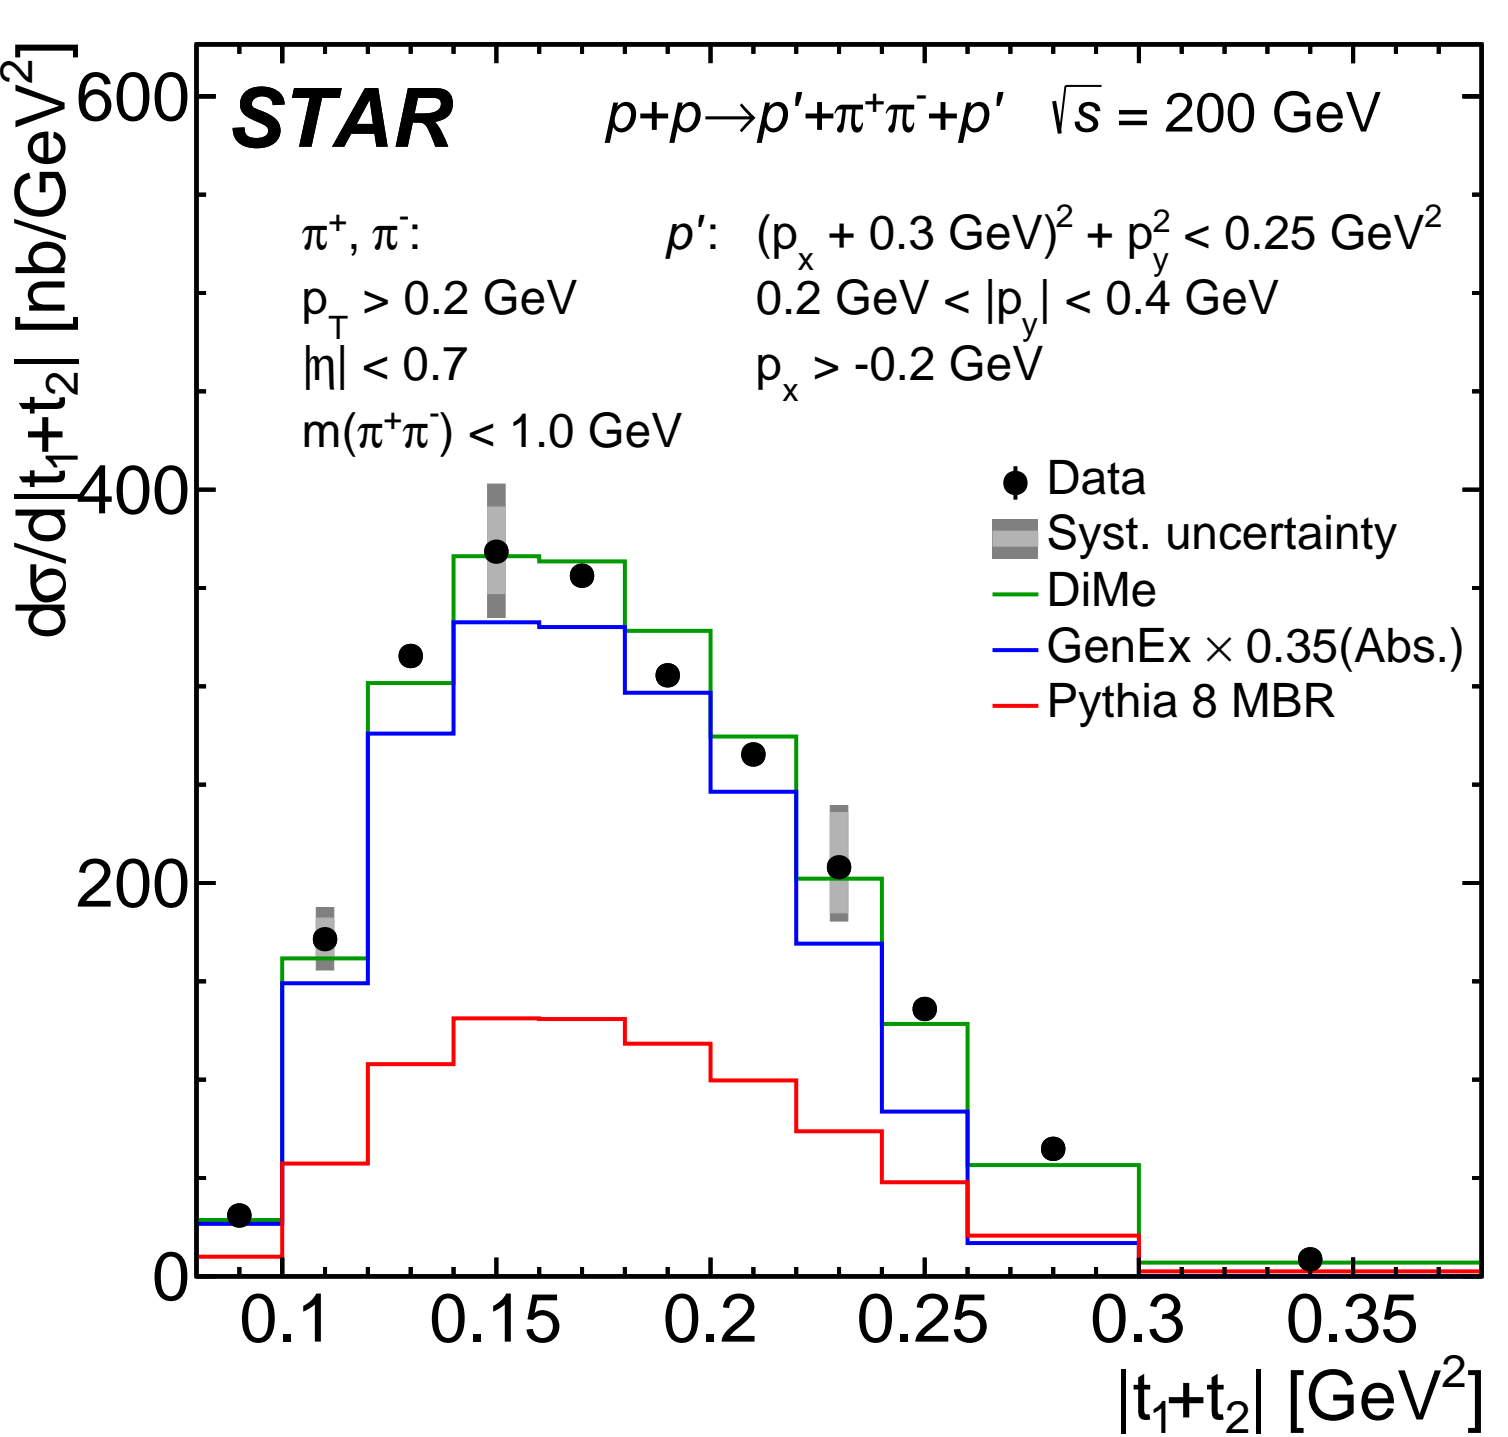 dσ/d|t₁+t₂| [nb/GeV²]
600
400
200
0
STAR p+p→p′+π⁺π⁻+p′ √s = 200 GeV
π⁺, π⁻: p′: (pₓ + 0.3 GeV)² + p_y² < 0.25 GeV²
p_T > 0.2 GeV 0.2 GeV < |p_y| < 0.4 GeV
|η| < 0.7 pₓ > -0.2 GeV
m(π⁺π⁻) < 1.0 GeV
Data
Syst. uncertainty
DiMe
GenEx × 0.35(Abs.)
Pythia 8 MBR
0.1 0.15 0.2 0.25 0.3 0.35
|t₁+t₂| [GeV²]